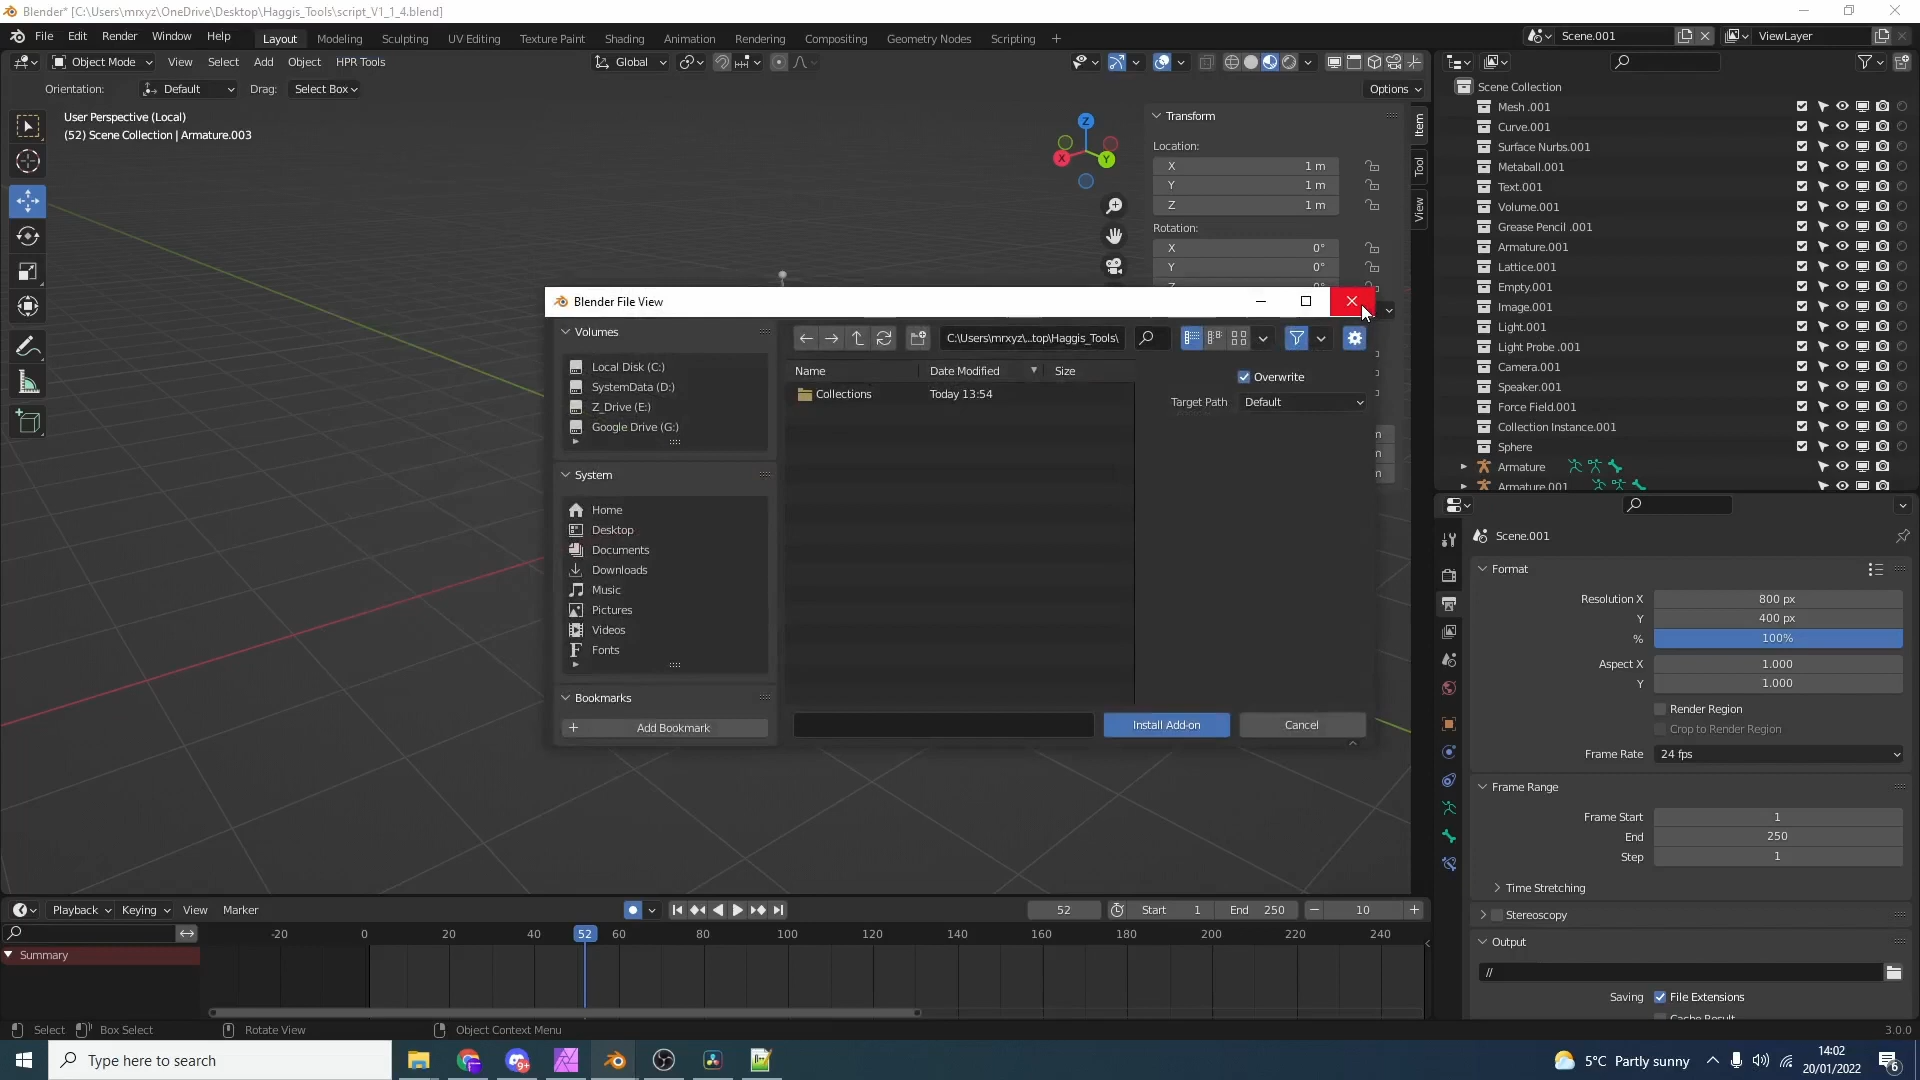 Blender* [C:\Users\mrxyz\OneDrive\Desktop\Haggis_Tools\script_V1_1_4.blend]
File Edit Render Window Help Layout Modeling Sculpting UV Editing Texture Paint Shading Animation Rendering Compositing Geometry Nodes Scripting + Scene.001 ViewLayer
Object Mode View Select Add Object HPR Tools Global
Orientation: Default Drag: Select Box Options
User Perspective (Local)
(52) Scene Collection | Armature.003
Z
X
Y
Transform
Location:
X 1 m
Y 1 m
Z 1 m
Rotation:
X 0°
Y 0°
Item
Tool
View
Blender File View
Volumes
Local Disk (C:)
SystemData (D:)
Z_Drive (E:)
Google Drive (G:)
System
Home
Desktop
Documents
Downloads
Music
Pictures
Videos
Fonts
Bookmarks
Add Bookmark
C:\Users\mrxyz\...top\Haggis_Tools\
Name Date Modified Size
Collections Today 13:54
Overwrite
Target Path Default
Install Add-on Cancel
Scene Collection
Mesh .001
Curve.001
Surface Nurbs.001
Metaball.001
Text.001
Volume.001
Grease Pencil .001
Armature.001
Lattice.001
Empty.001
Image.001
Light.001
Light Probe .001
Camera.001
Speaker.001
Force Field.001
Collection Instance.001
Sphere
Armature
Armature.001
Scene.001
Format
Resolution X 800 px
Y 400 px
% 100%
Aspect X 1.000
Y 1.000
Render Region
Crop to Render Region
Frame Rate 24 fps
Frame Range
Frame Start 1
End 250
Step 1
Time Stretching
Stereoscopy
Output
//
Saving File Extensions
Cache Result
Playback Keying View Marker 52 Start 1 End 250 10
-20 0 20 40 52 60 80 100 120 140 160 180 200 220 240
Summary
Select Box Select Rotate View Object Context Menu 3.0.0
Type here to search 5°C Partly sunny 14:02
20/01/2022 6